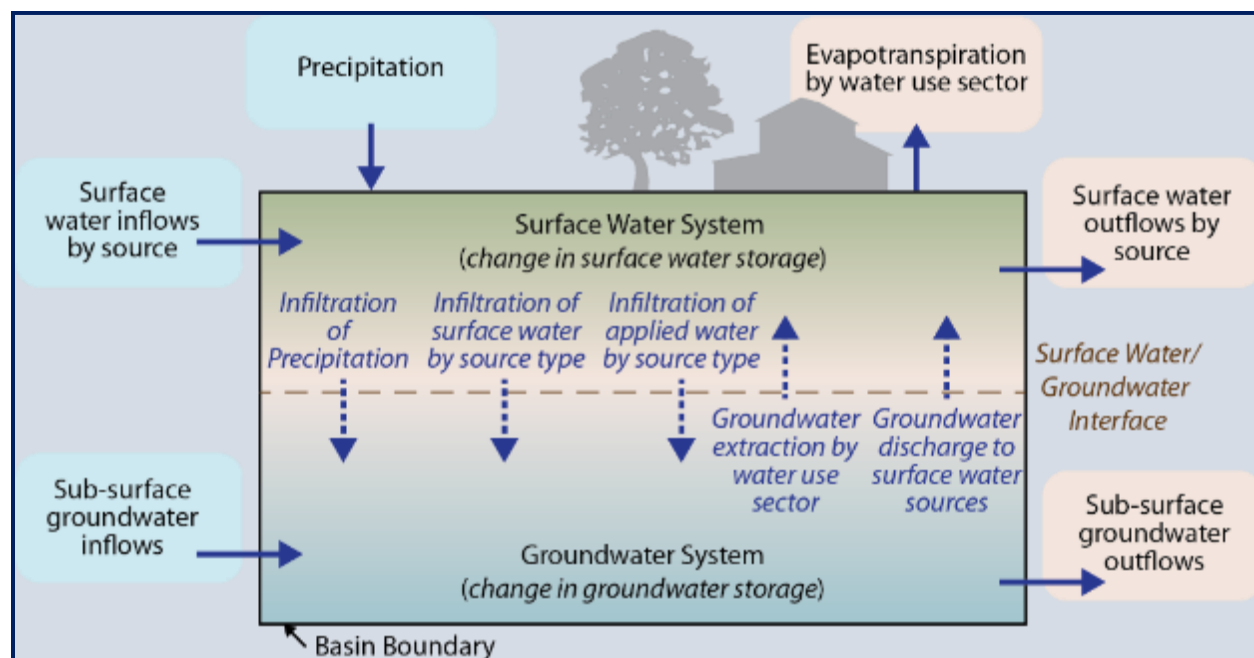 Precipitation
Evapotranspiration
by water use sector
Surface
water inflows
by source
Surface Water System
(change in surface water storage)
Surface water
outflows by
source
Infiltration
of
Precipitation
Infiltration of
surface water
by source type
Infiltration of
applied water
by source type
Surface Water/
Groundwater
Interface
Groundwater
extraction by
water use
sector
Groundwater
discharge to
surface water
sources
Sub-surface
groundwater
inflows
Groundwater System
(change in groundwater storage)
Sub-surface
groundwater
outflows
Basin Boundary